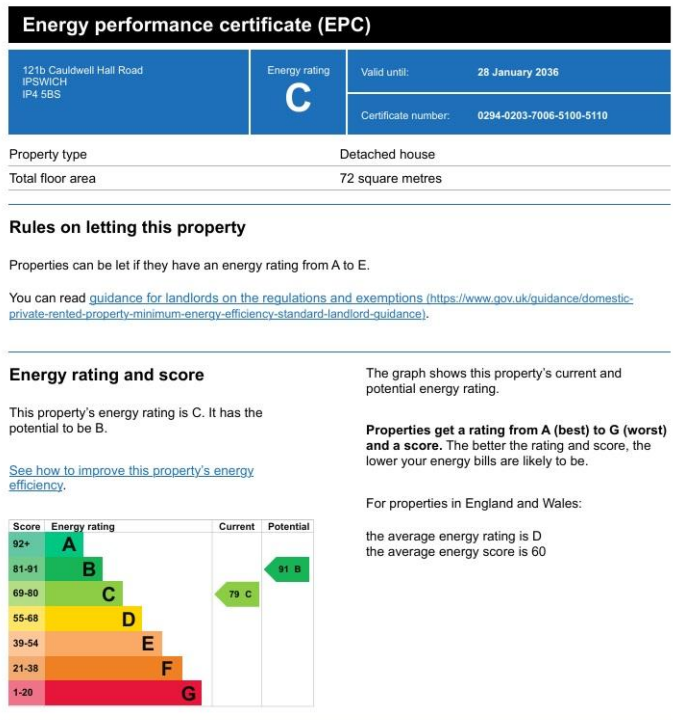 Energy performance certificate (EPC)
121b Cauldwell Hall Road
IPSWICH
IP4 5BS
Energy rating
C
Valid until:
28 January 2036
Certificate number:
0294-0203-7006-5100-5110
Property type
Detached house
Total floor area
72 square metres
Rules on letting this property
Properties can be let if they have an energy rating from A to E.
You can read guidance for landlords on the regulations and exemptions (https://www.gov.uk/guidance/domestic-
private-rented-property-minimum-energy-efficiency-standard-landlord-guidance).
Energy rating and score
This property's energy rating is C. It has the
potential to be B.
See how to improve this property's energy
efficiency.
Score Energy rating Current Potential
92+ A
81-91 B 91 B
69-80 C 79 C
55-68 D
39-54 E
21-38 F
1-20 G
The graph shows this property's current and
potential energy rating.
Properties get a rating from A (best) to G (worst)
and a score. The better the rating and score, the
lower your energy bills are likely to be.
For properties in England and Wales:
the average energy rating is D
the average energy score is 60